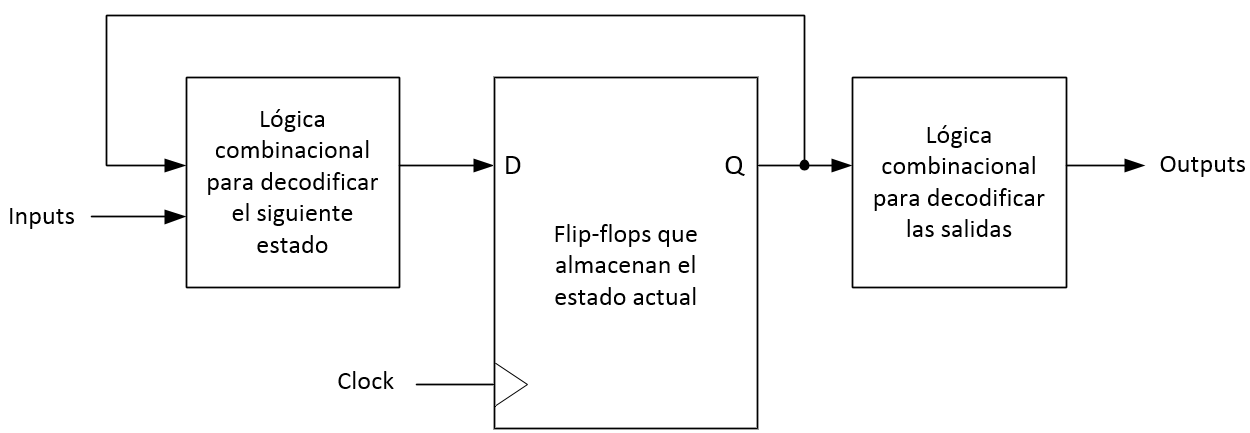 Lógica
combinacional
para decodificar
el siguiente
estado
Inputs
D
Q
Flip-flops que
almacenan el
estado actual
Clock
Lógica
combinacional
para decodificar
las salidas
Outputs